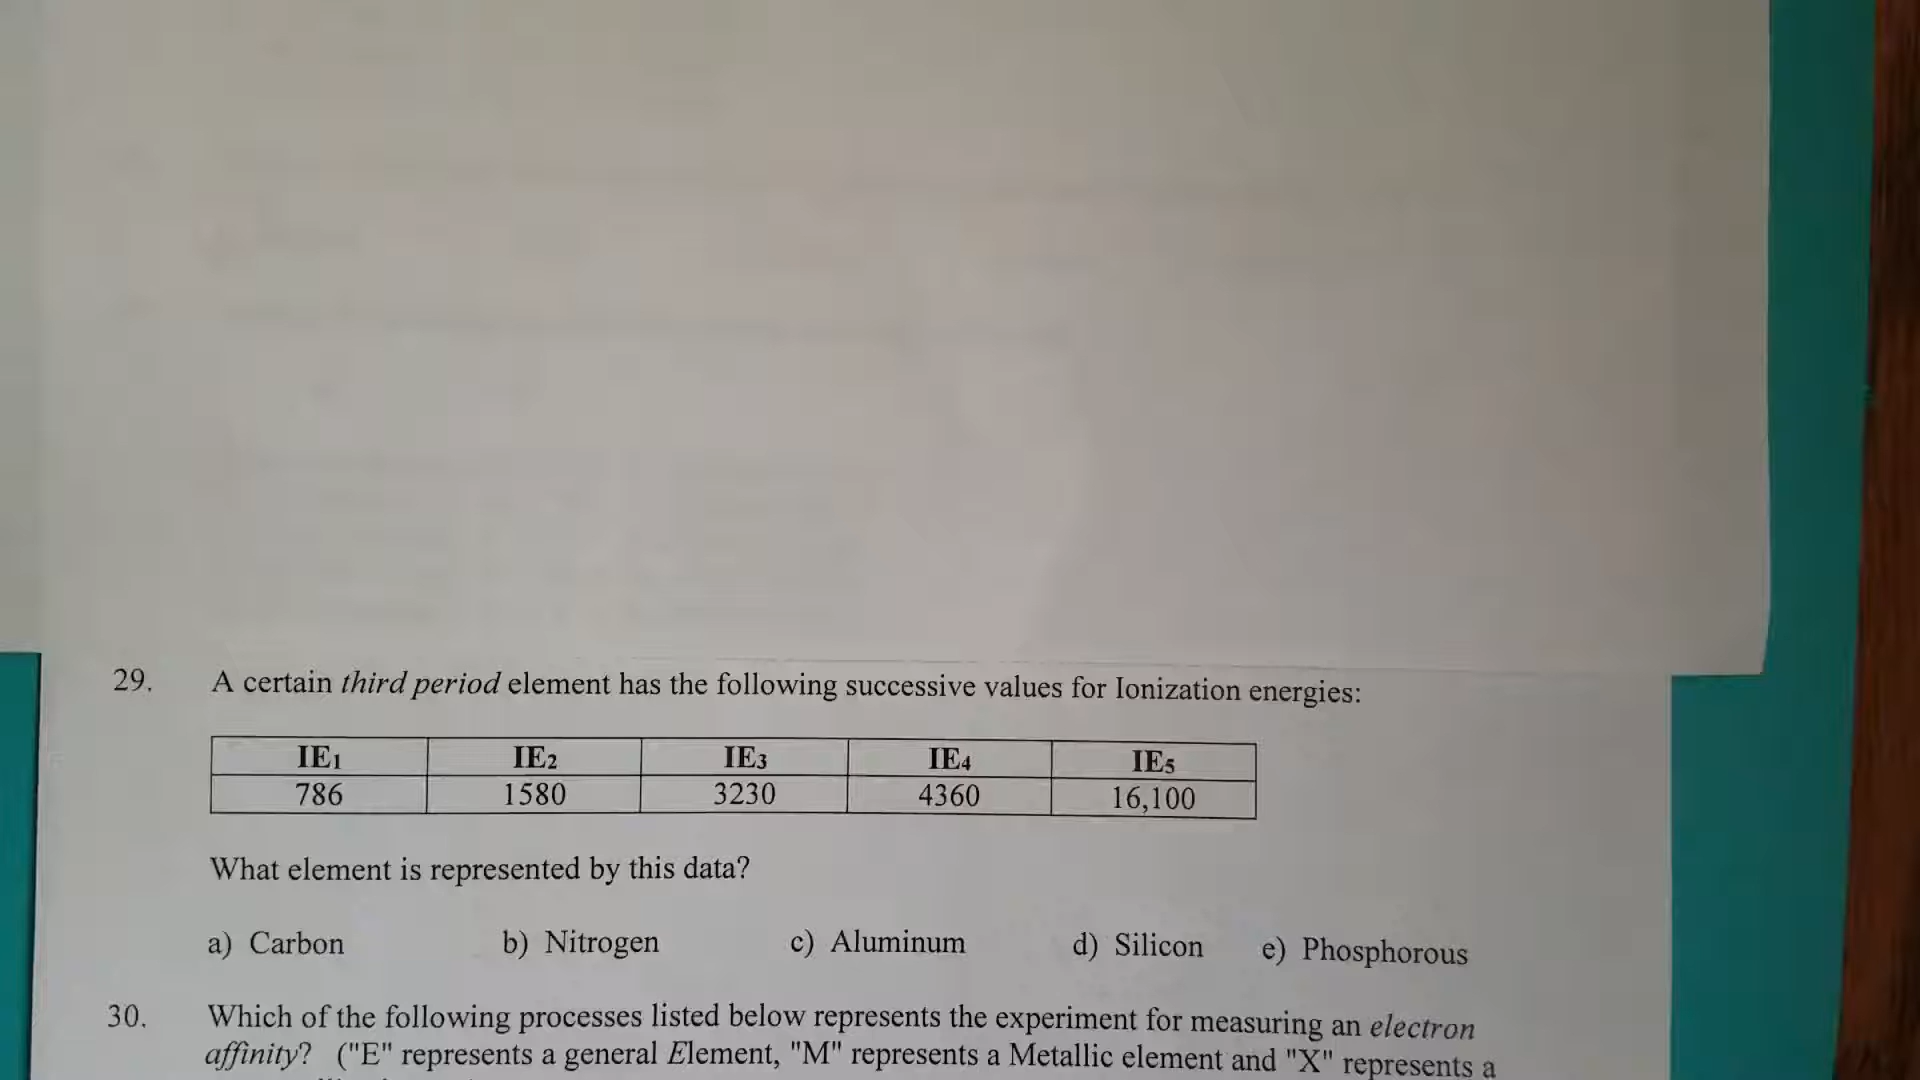 29. A certain third period element has the following successive values for Ionization energies:
IE₁ IE₂ IE₃ IE₄ IE₅
786 1580 3230 4360 16,100
What element is represented by this data?
a) Carbon b) Nitrogen c) Aluminum d) Silicon e) Phosphorous
30. Which of the following processes listed below represents the experiment for measuring an electron
affinity? ("E" represents a general Element, "M" represents a Metallic element and "X" represents a